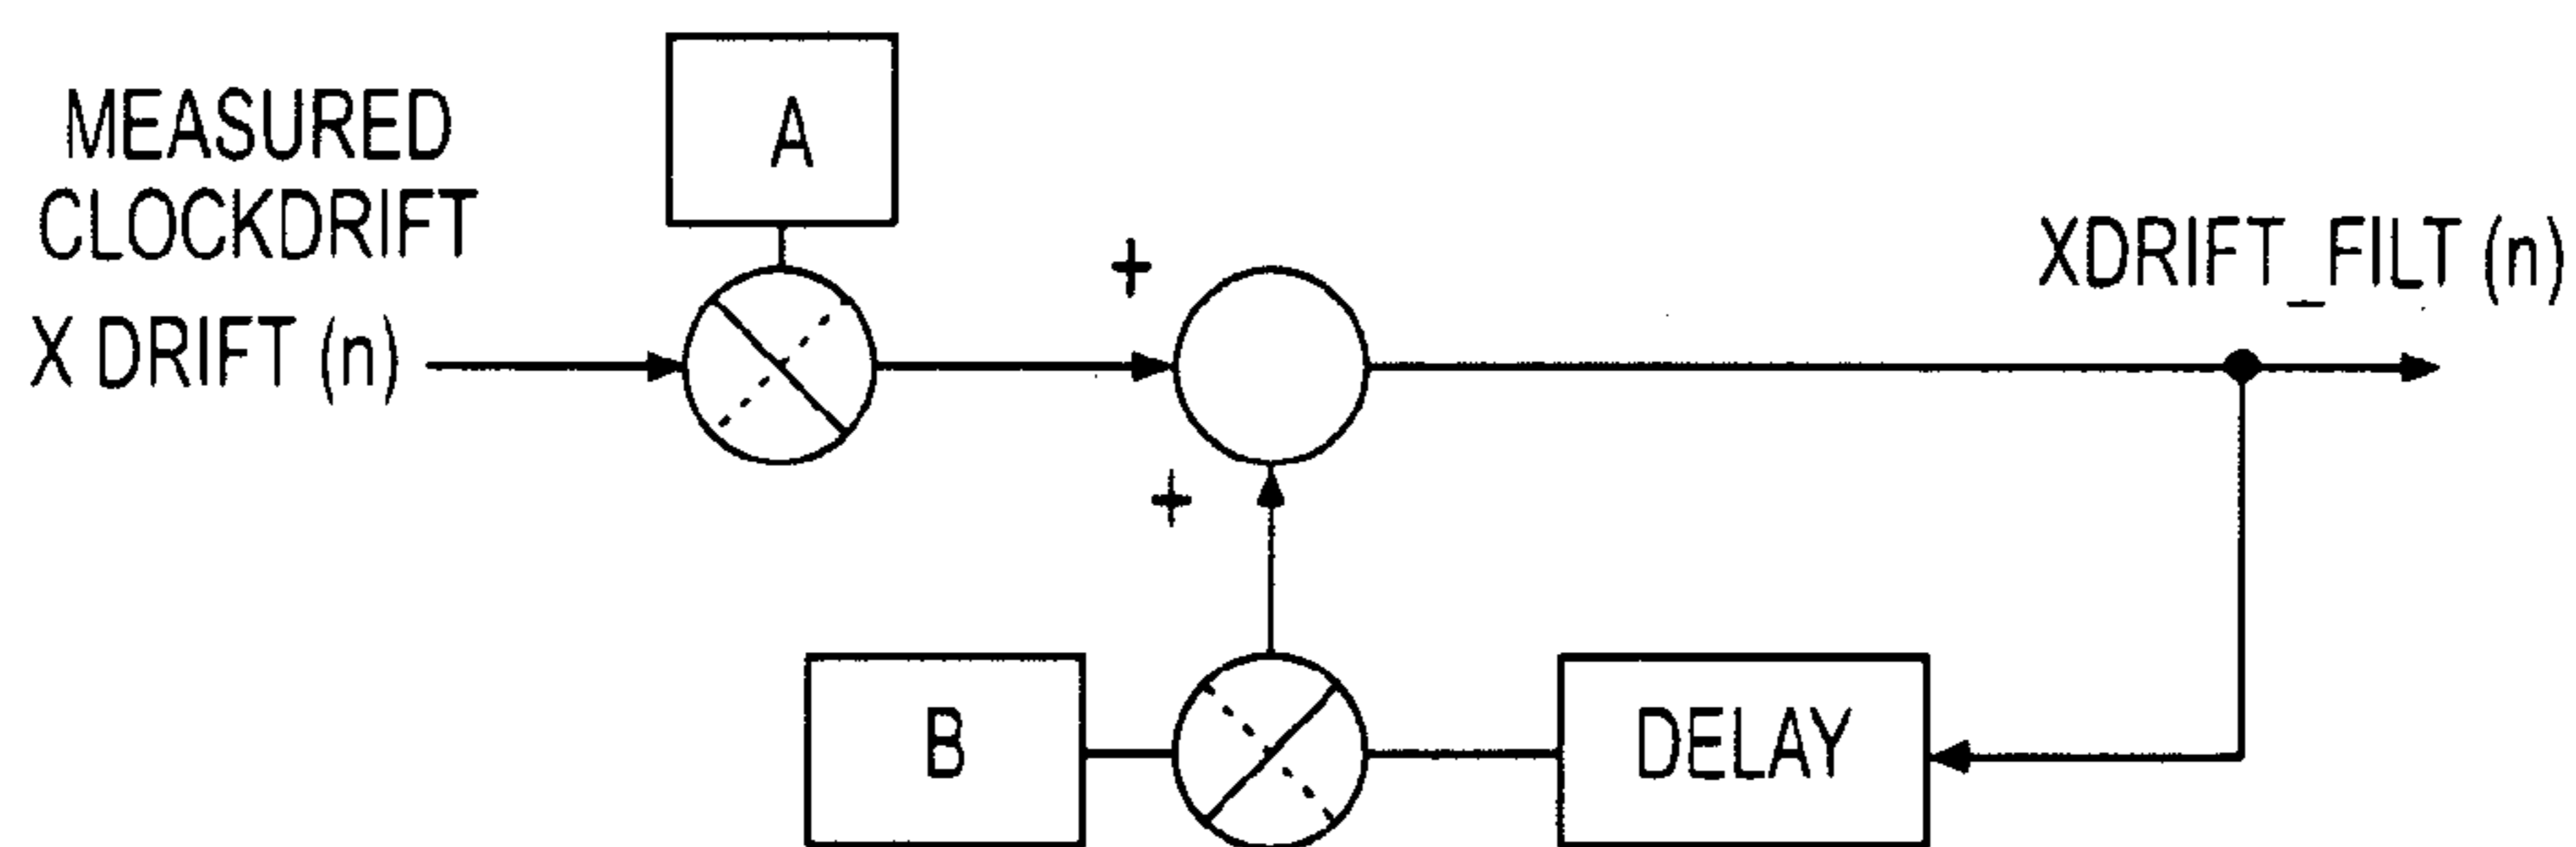 A
MEASURED
CLOCKDRIFT
X DRIFT (n)
+
XDRIFT_FILT (n)
+
B
DELAY